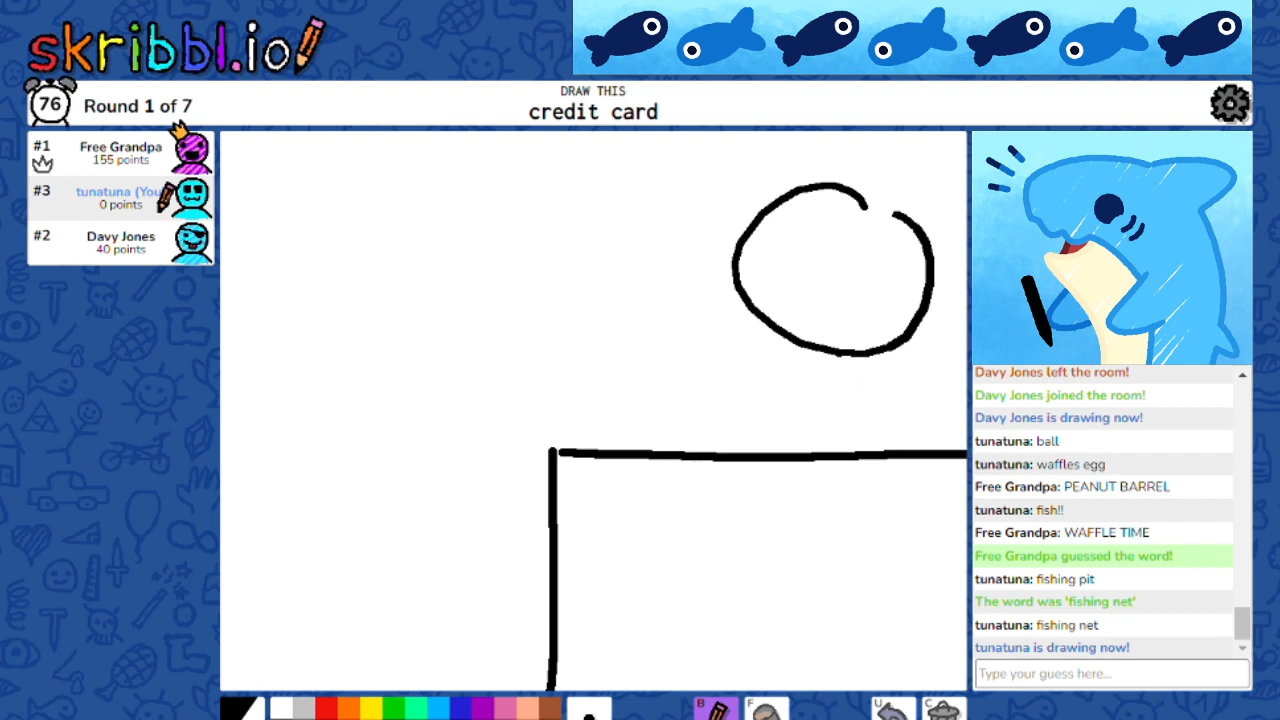 skribbl.io
76
Round 1 of 7
DRAW THIS
credit card
#1
Free Grandpa
155 points
#3
tunatuna (You
0 points
#2
Davy Jones
40 points
Davy Jones left the room!
Davy Jones joined the room!
Davy Jones is drawing now!
tunatuna: ball
tunatuna: waffles egg
Free Grandpa: PEANUT BARREL
tunatuna: fish!!
Free Grandpa: WAFFLE TIME
Free Grandpa guessed the word!
tunatuna: fishing pit
The word was 'fishing net'
tunatuna: fishing net
tunatuna is drawing now!
Type your guess here...
B
F
U
C